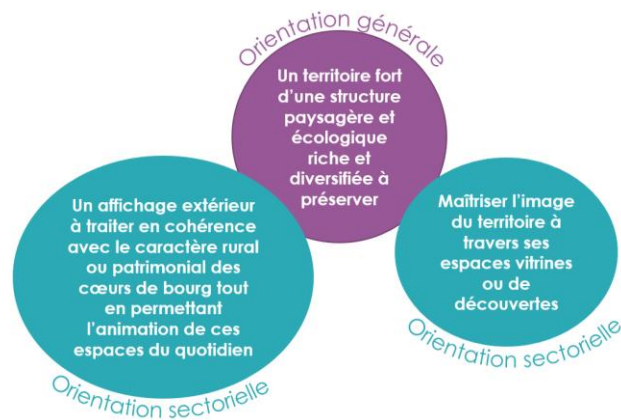 Orientation générale
Un territoire fort
d'une structure
paysagère et
écologique
riche et
diversifiée à
préserver
Un affichage extérieur
à traiter en cohérence
avec le caractère rural
ou patrimonial des
cœurs de bourg tout
en permettant
l'animation de ces
espaces du quotidien
Orientation sectorielle
Maîtriser l'image
du territoire à
travers ses
espaces vitrines
ou de
découvertes
Orientation sectorielle